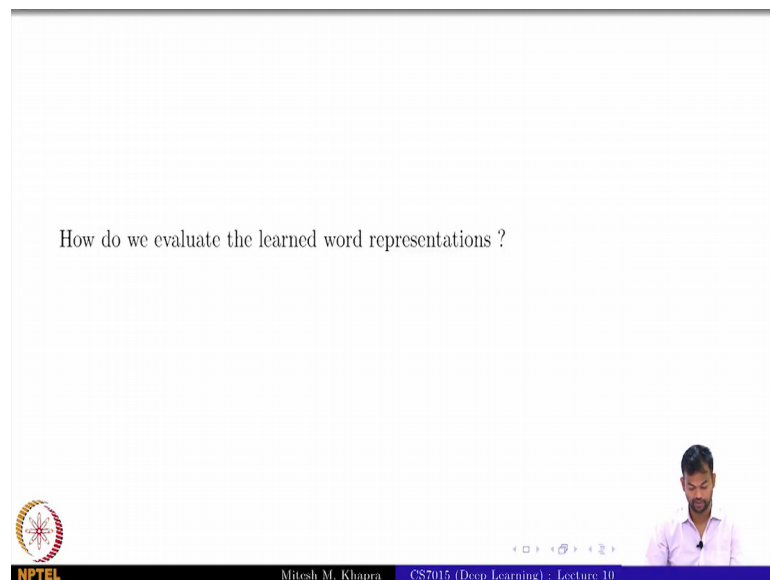 How do we evaluate the learned word representations ?
NPTEL
Mitesh M. Khapra
CS7015 (Deep Learning) : Lecture 10